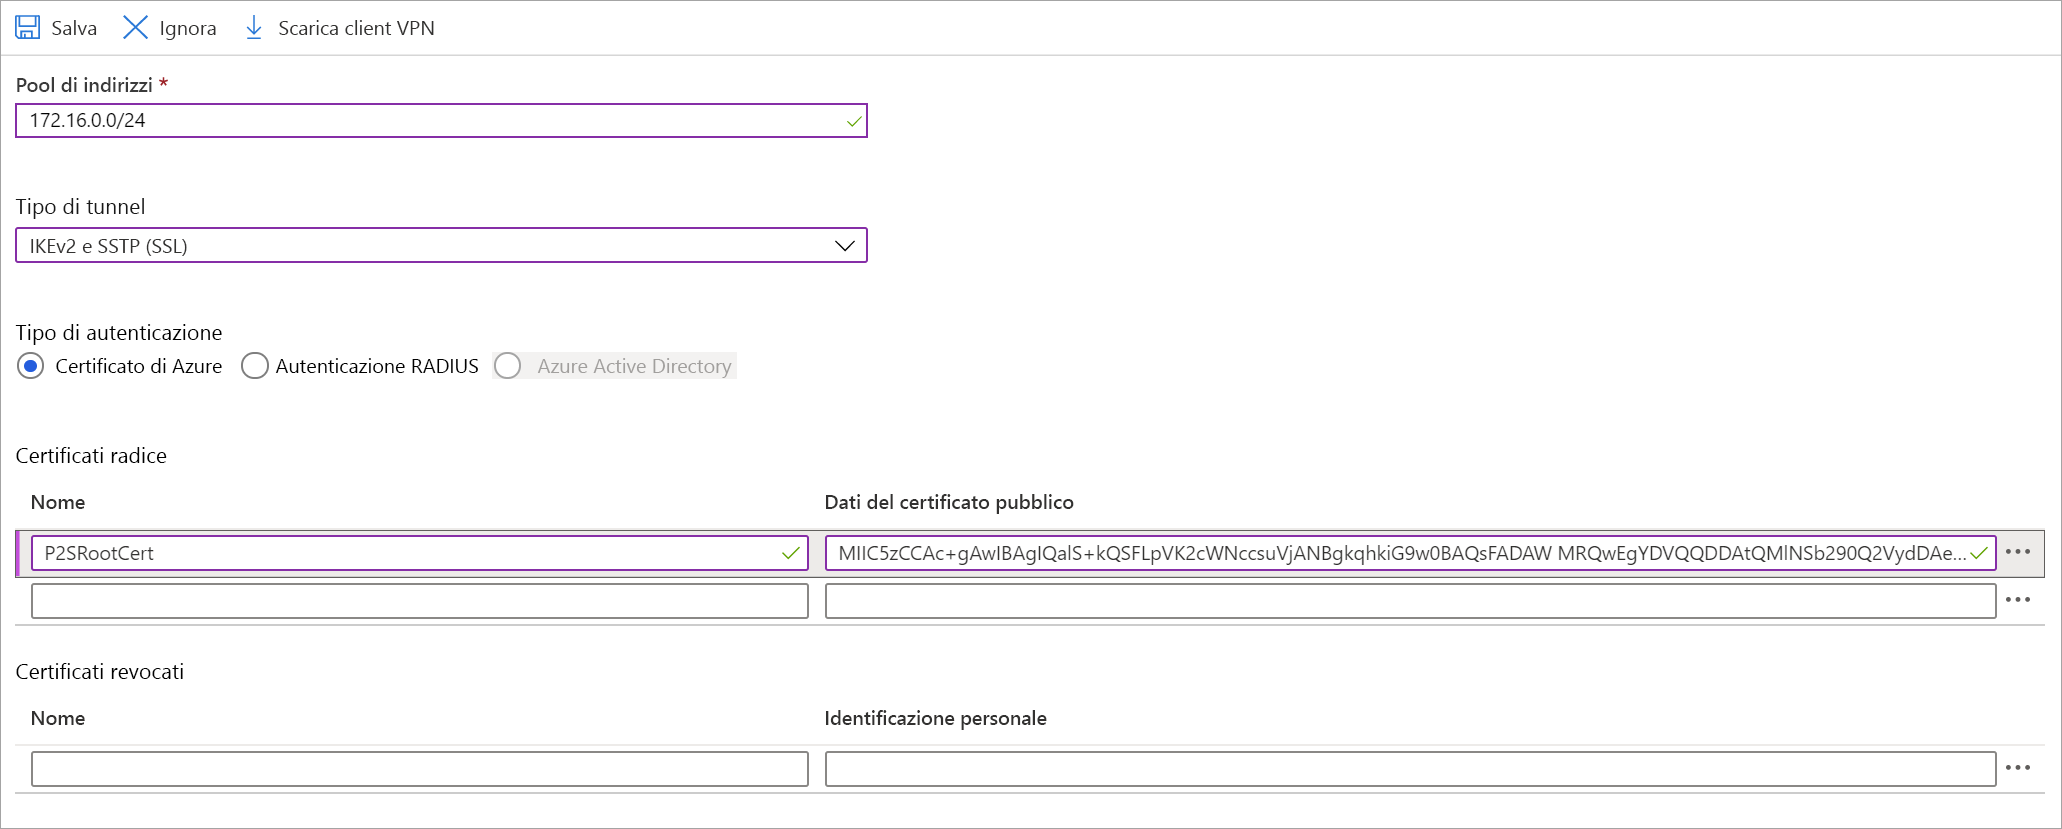 Salva Ignora Scarica client VPN
Pool di indirizzi *
172.16.0.0/24
Tipo di tunnel
IKEv2 e SSTP (SSL)
Tipo di autenticazione
Certificato di Azure Autenticazione RADIUS Azure Active Directory
Certificati radice
Nome Dati del certificato pubblico
P2SRootCert MIIC5zCCAc+gAwIBAgIQalS+kQSFLpVK2cWNccsuVjANBgkqhkiG9w0BAQsFADAW MRQwEgYDVQQDDAtQMlNSb290Q2VydDAe...
Certificati revocati
Nome Identificazione personale